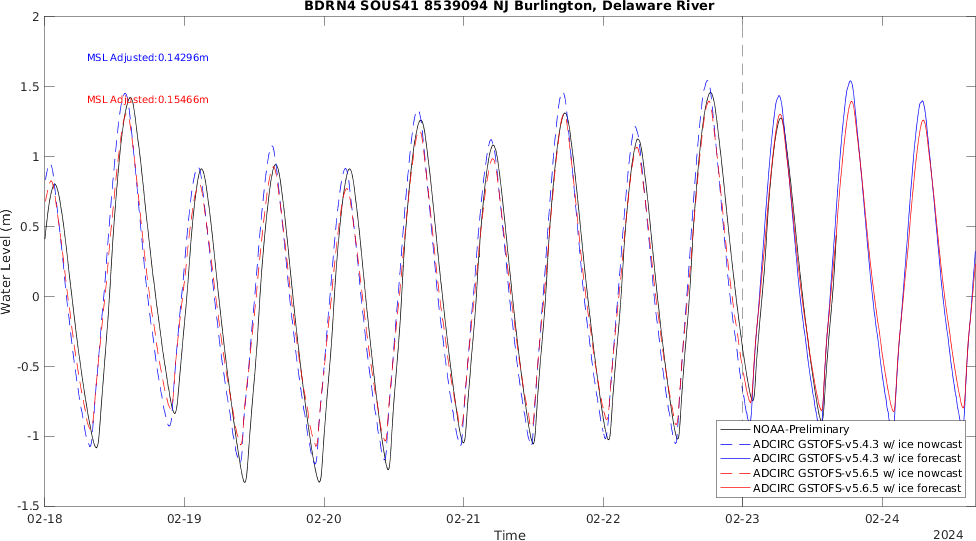 BDRN4 SOUS41 8539094 NJ Burlington, Delaware River
2
MSL Adjusted:0.14296m
1.5
MSL Adjusted:0.15466m
1
0.5
Water Level (m)
0
-0.5
-1
NOAA-Preliminary
ADCIRC GSTOFS-v5.4.3 w/ ice nowcast
ADCIRC GSTOFS-v5.4.3 w/ ice forecast
ADCIRC GSTOFS-v5.6.5 w/ ice nowcast
ADCIRC GSTOFS-v5.6.5 w/ ice forecast
-1.5
02-18 02-19 02-20 02-21 02-22 02-23 02-24
Time
2024